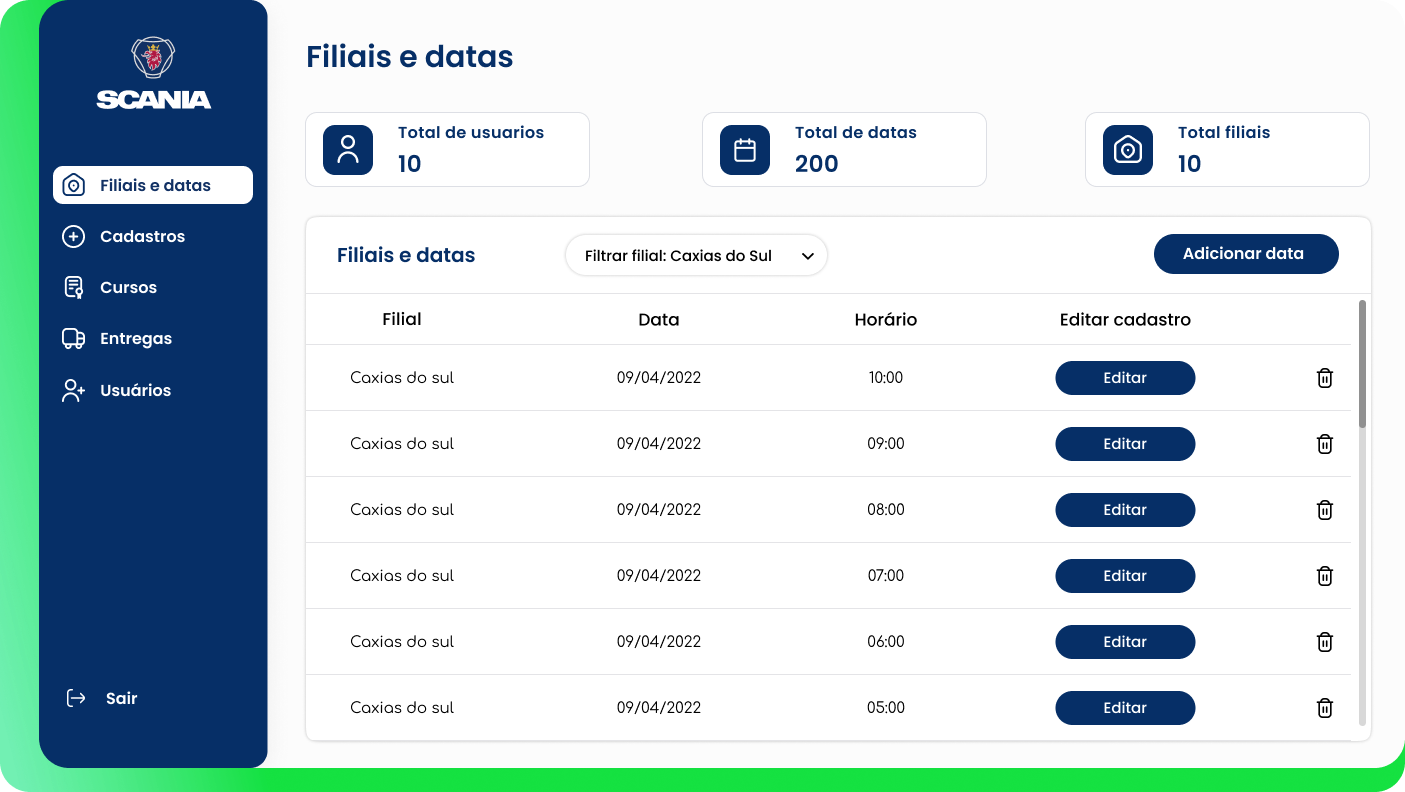 SCANIA
Filiais e datas
Cadastros
Cursos
Entregas
Usuários
Sair
Filiais e datas
Total de usuarios
10
Total de datas
200
Total filiais
10
Filiais e datas
Filtrar filial: Caxias do Sul
Adicionar data
Filial Data Horário Editar cadastro
Caxias do sul 09/04/2022 10:00 Editar
Caxias do sul 09/04/2022 09:00 Editar
Caxias do sul 09/04/2022 08:00 Editar
Caxias do sul 09/04/2022 07:00 Editar
Caxias do sul 09/04/2022 06:00 Editar
Caxias do sul 09/04/2022 05:00 Editar